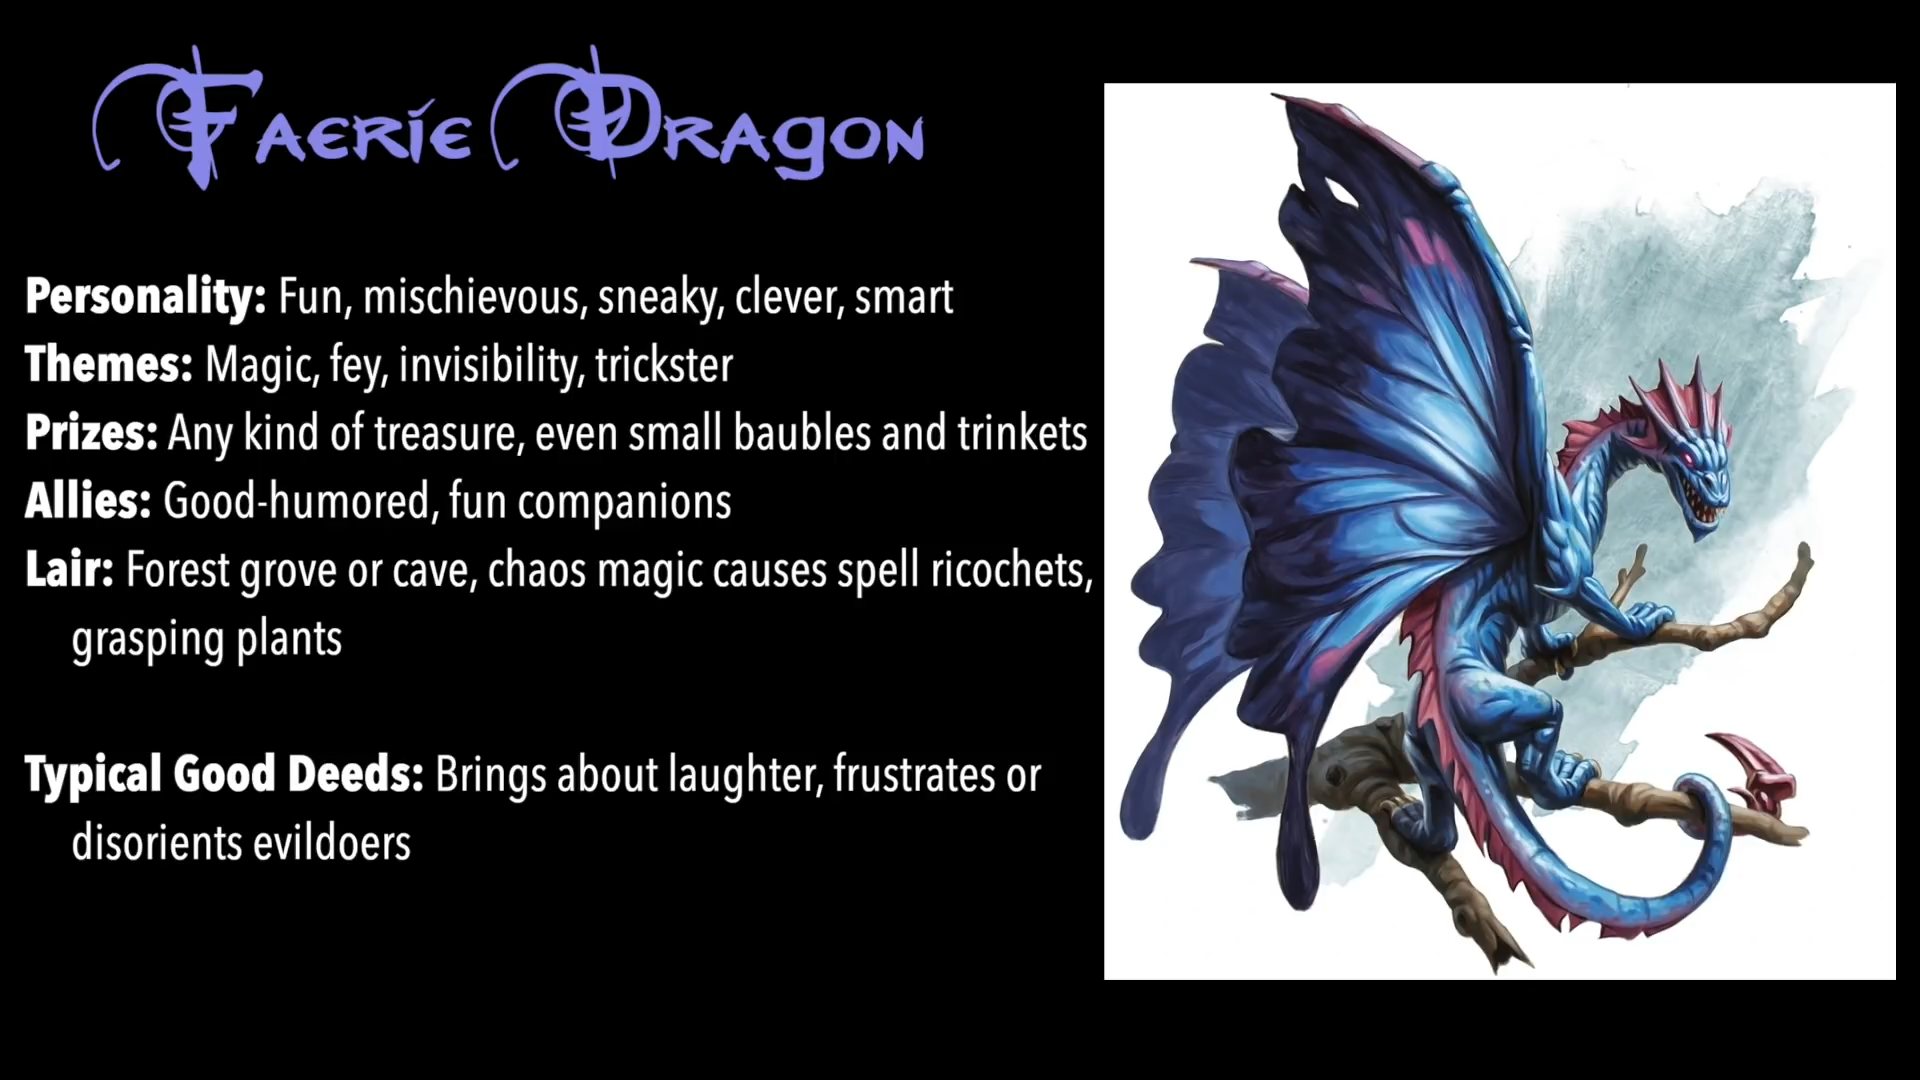 Faerie Dragon
Personality: Fun, mischievous, sneaky, clever, smart
Themes: Magic, fey, invisibility, trickster
Prizes: Any kind of treasure, even small baubles and trinkets
Allies: Good-humored, fun companions
Lair: Forest grove or cave, chaos magic causes spell ricochets,
grasping plants
Typical Good Deeds: Brings about laughter, frustrates or
disorients evildoers